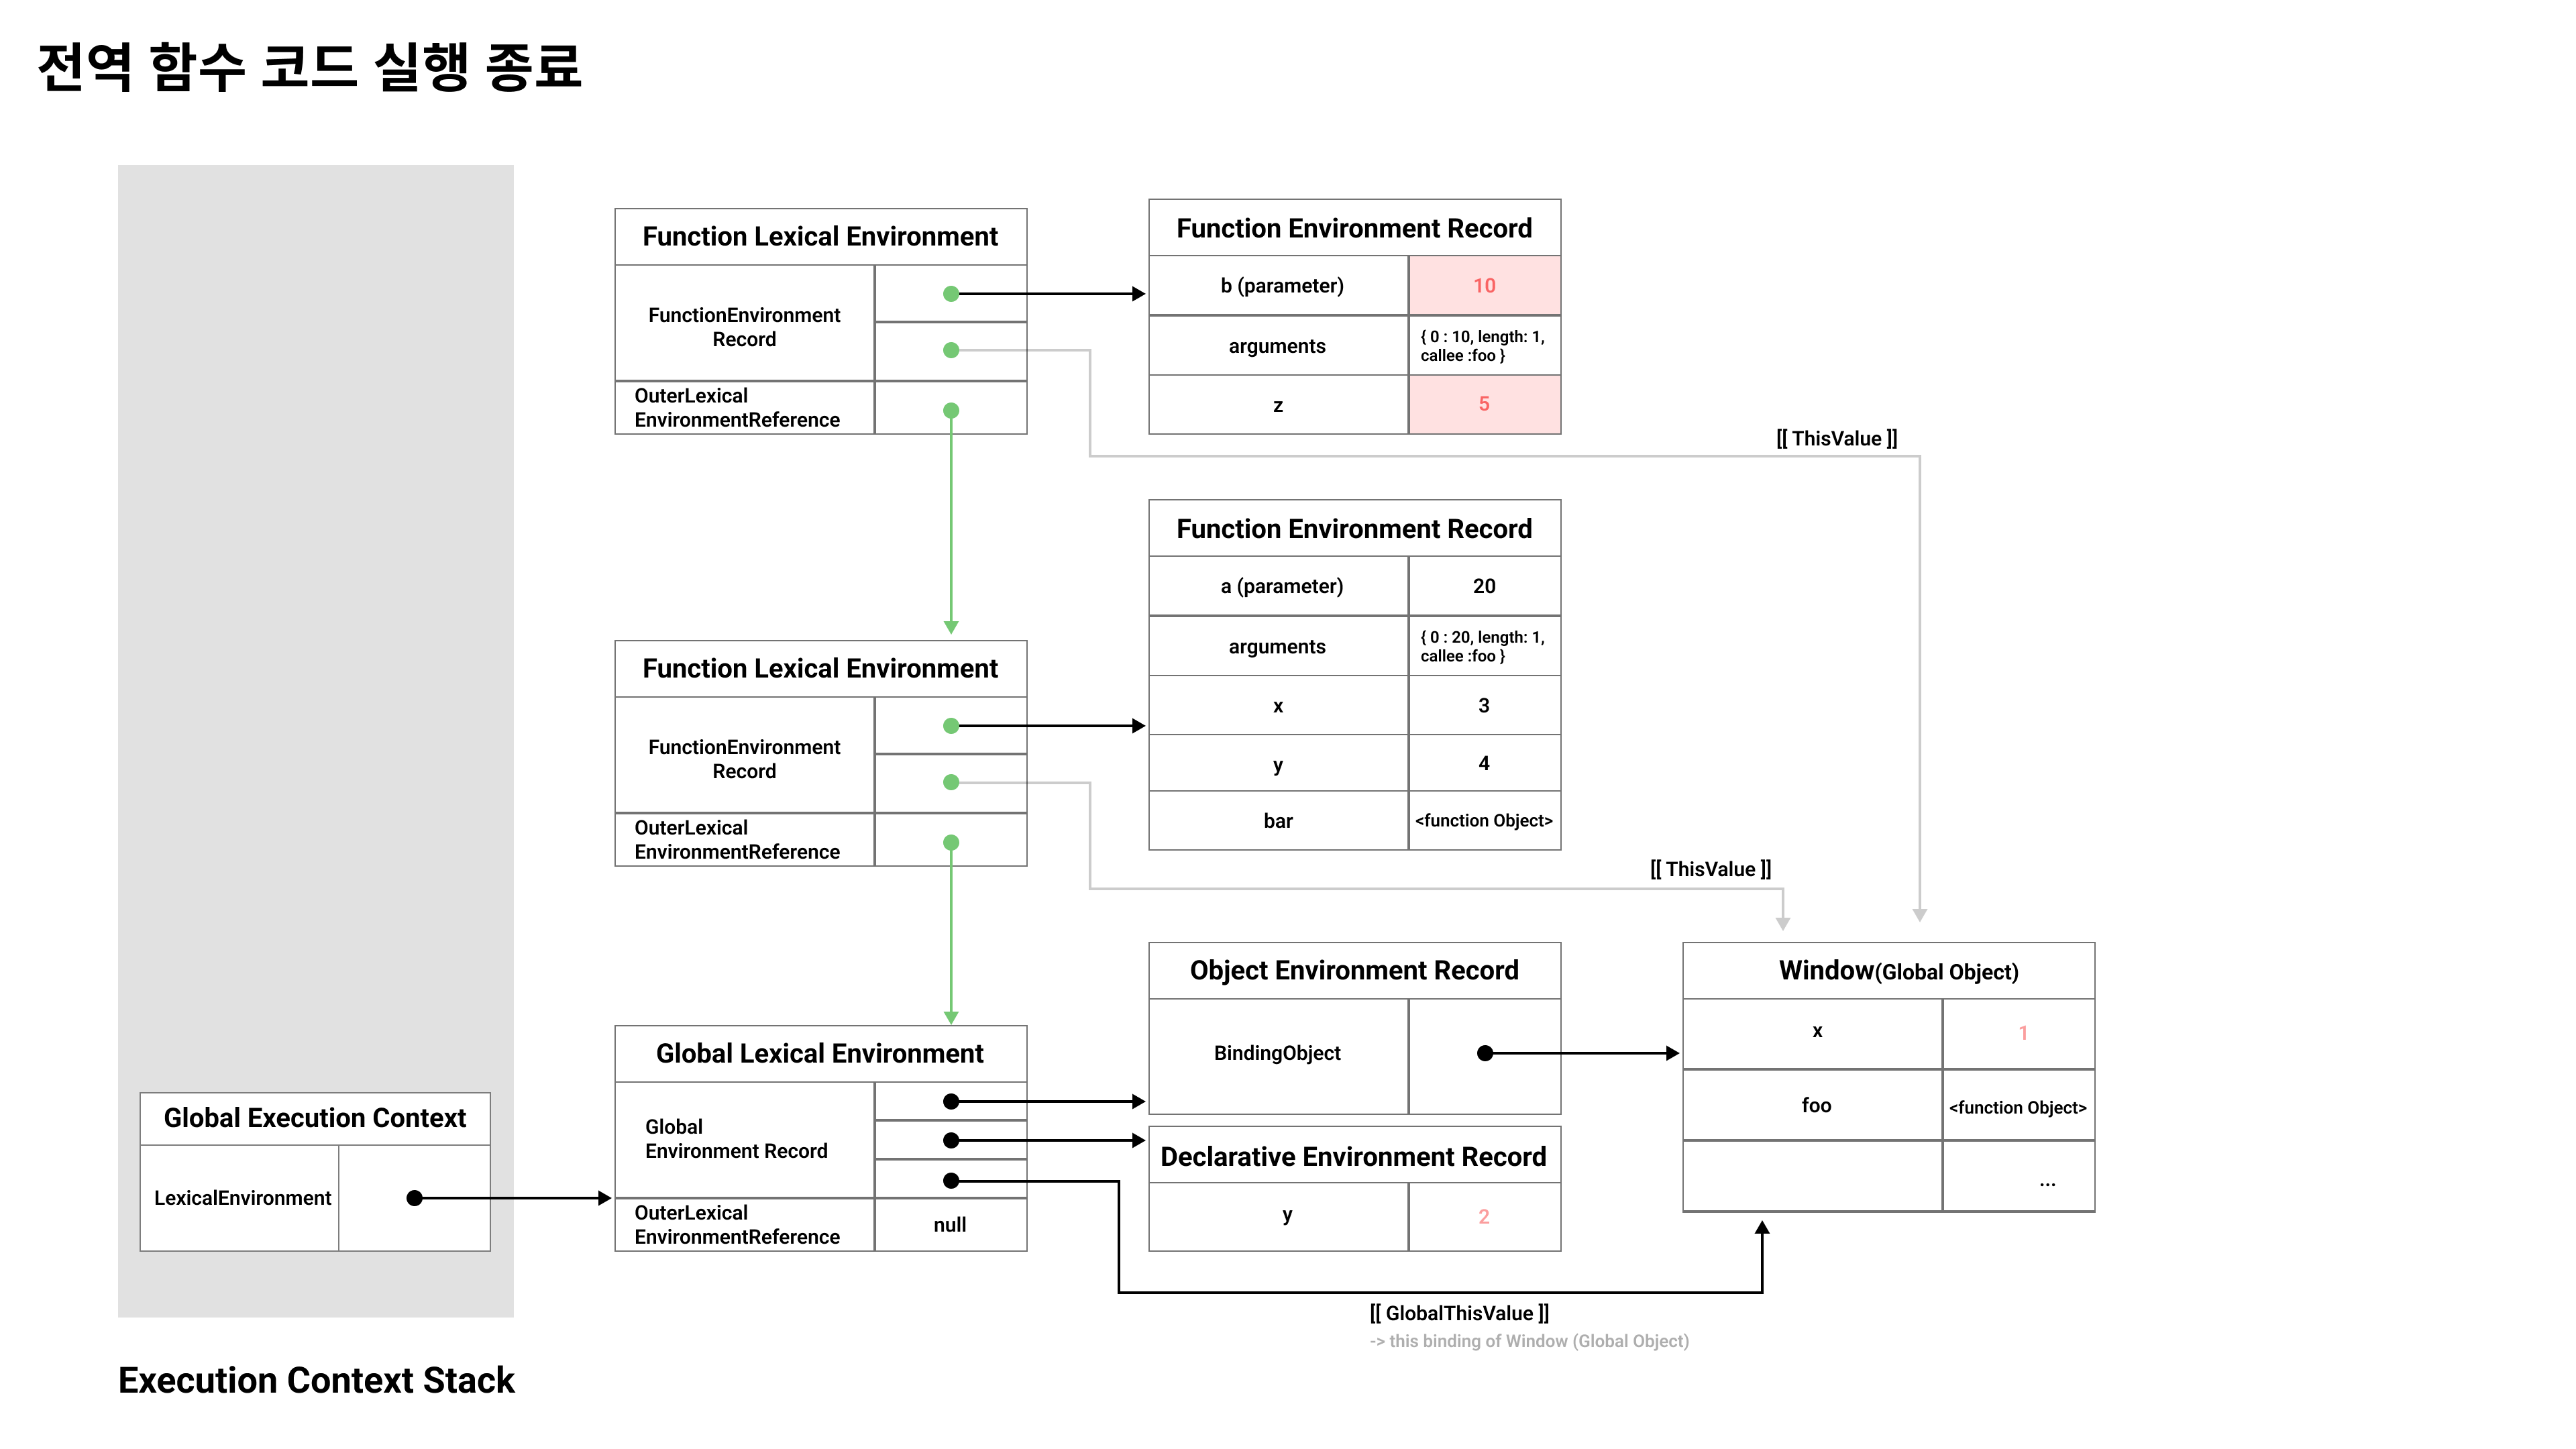 전역 함수 코드 실행 종료
Function Lexical Environment
FunctionEnvironment
Record
OuterLexical
EnvironmentReference
Function Environment Record
b (parameter)
10
arguments
{ 0 : 10, length: 1,
callee :foo }
z
5
[[ ThisValue ]]
Function Environment Record
a (parameter)
20
arguments
{ 0 : 20, length: 1,
callee :foo }
x
3
y
4
bar
<function Object>
Function Lexical Environment
FunctionEnvironment
Record
OuterLexical
EnvironmentReference
[[ ThisValue ]]
Global Execution Context
LexicalEnvironment
Global Lexical Environment
Global
Environment Record
OuterLexical
EnvironmentReference
null
Object Environment Record
BindingObject
Declarative Environment Record
y
2
Window(Global Object)
x
1
foo
<function Object>
...
[[ GlobalThisValue ]]
-> this binding of Window (Global Object)
Execution Context Stack